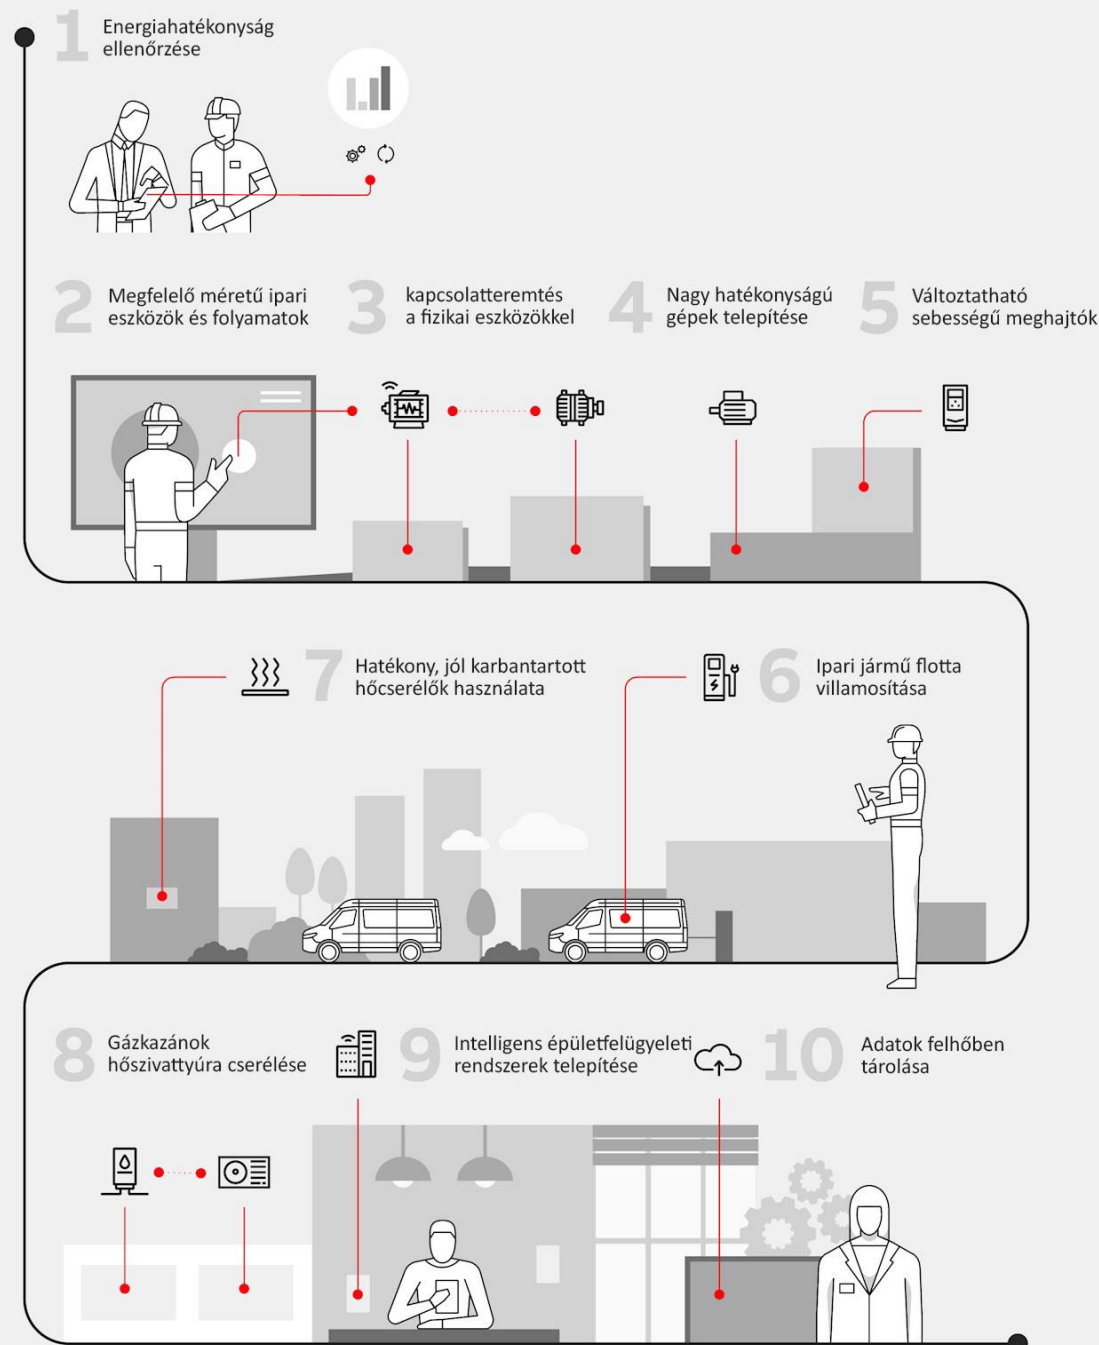 1 Energiahatékonyság
ellenőrzése
2 Megfelelő méretű ipari
eszközök és folyamatok
3 kapcsolatteremtés
a fizikai eszközökkel
4 Nagy hatékonyságú
gépek telepítése
5 Változtatható
sebességű meghajtók
7 Hatékony, jól karbantartott
hőcserélők használata
6 Ipari jármű flotta
villamosítása
8 Gázkazánok
hőszivattyúra cserélése
9 Intelligens épületfelügyeleti
rendszerek telepítése
10 Adatok felhőben
tárolása